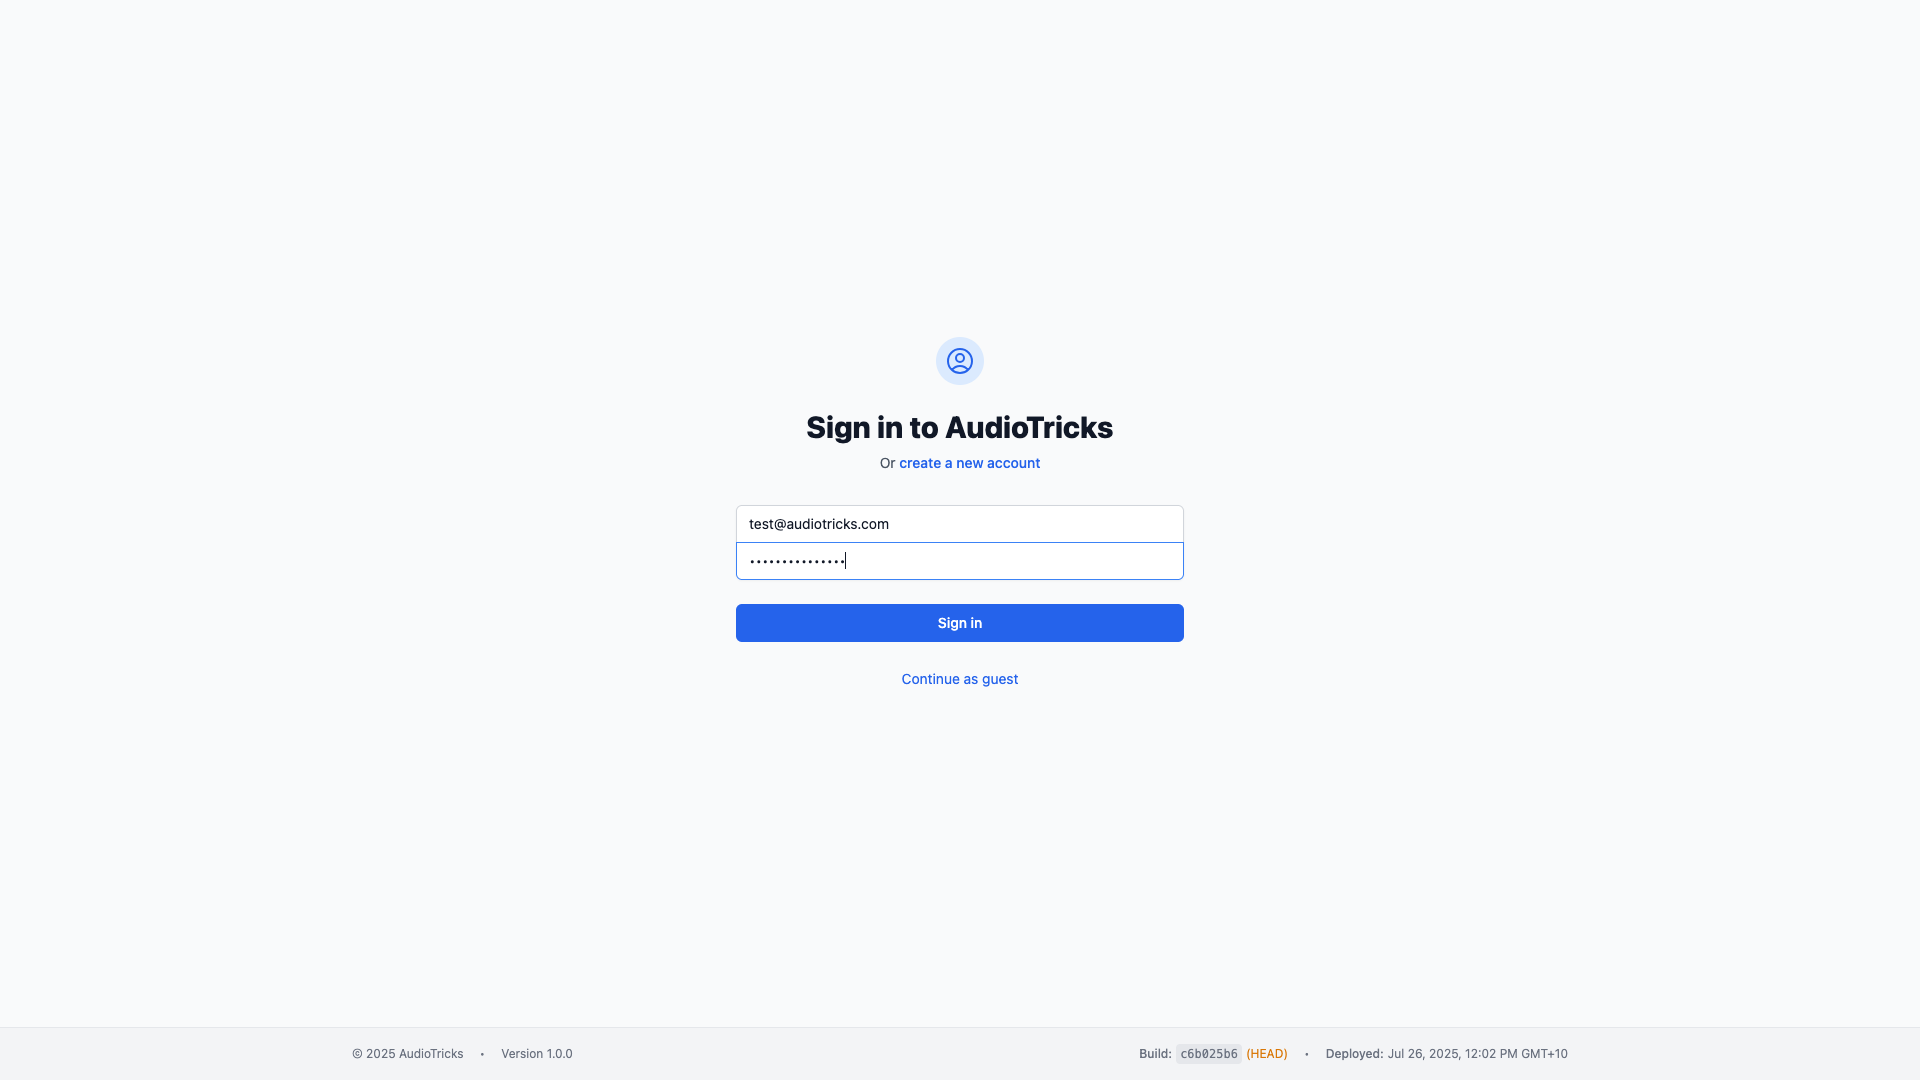 Sign in to AudioTricks
Or create a new account
test@audiotricks.com
•••••••••••••••
Sign in
Continue as guest
© 2025 AudioTricks • Version 1.0.0
Build: c6b025b6 (HEAD) • Deployed: Jul 26, 2025, 12:02 PM GMT+10